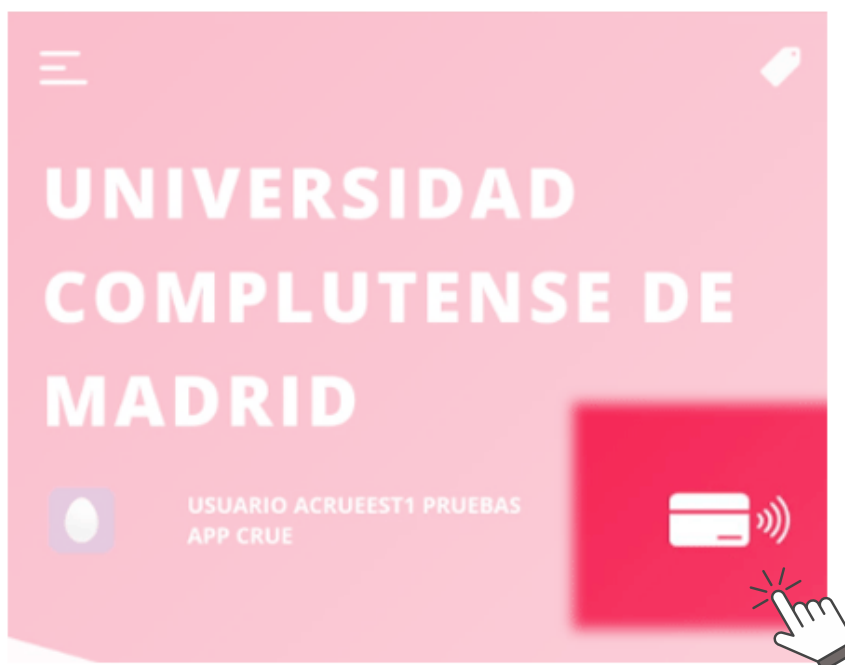 UNIVERSIDAD
COMPLUTENSE DE
MADRID
USUARIO ACRUEEST1 PRUEBAS
APP CRUE